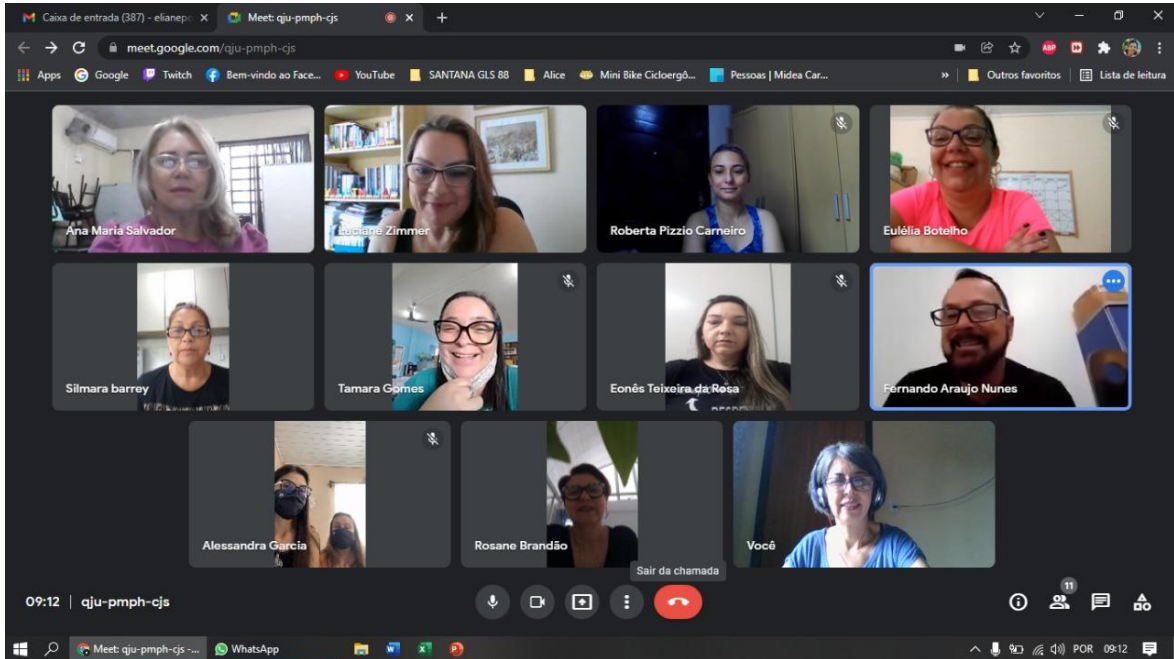 Caixa de entrada (387) - elianepc
Meet: qju-pmph-cjs
meet.google.com/qju-pmph-cjs
ABP
Apps
Google
Twitch
Bem-vindo ao Face...
YouTube
SANTANA GLS 88
Alice
Mini Bike Cicloergô...
Pessoas | Midea Car...
»
Outros favoritos
Lista de leitura
Ana Maria Salvador
Luciane Zimmer
Roberta Pizzio Carneiro
Eulélia Botelho
Silmara barrey
Tamara Gomes
Eonês Teixeira da Rosa
Fernando Araujo Nunes
Alessandra Garcia
Rosane Brandão
Você
Sair da chamada
09:12 | qju-pmph-cjs
11
Meet: qju-pmph-cjs -...
WhatsApp
POR
09:12